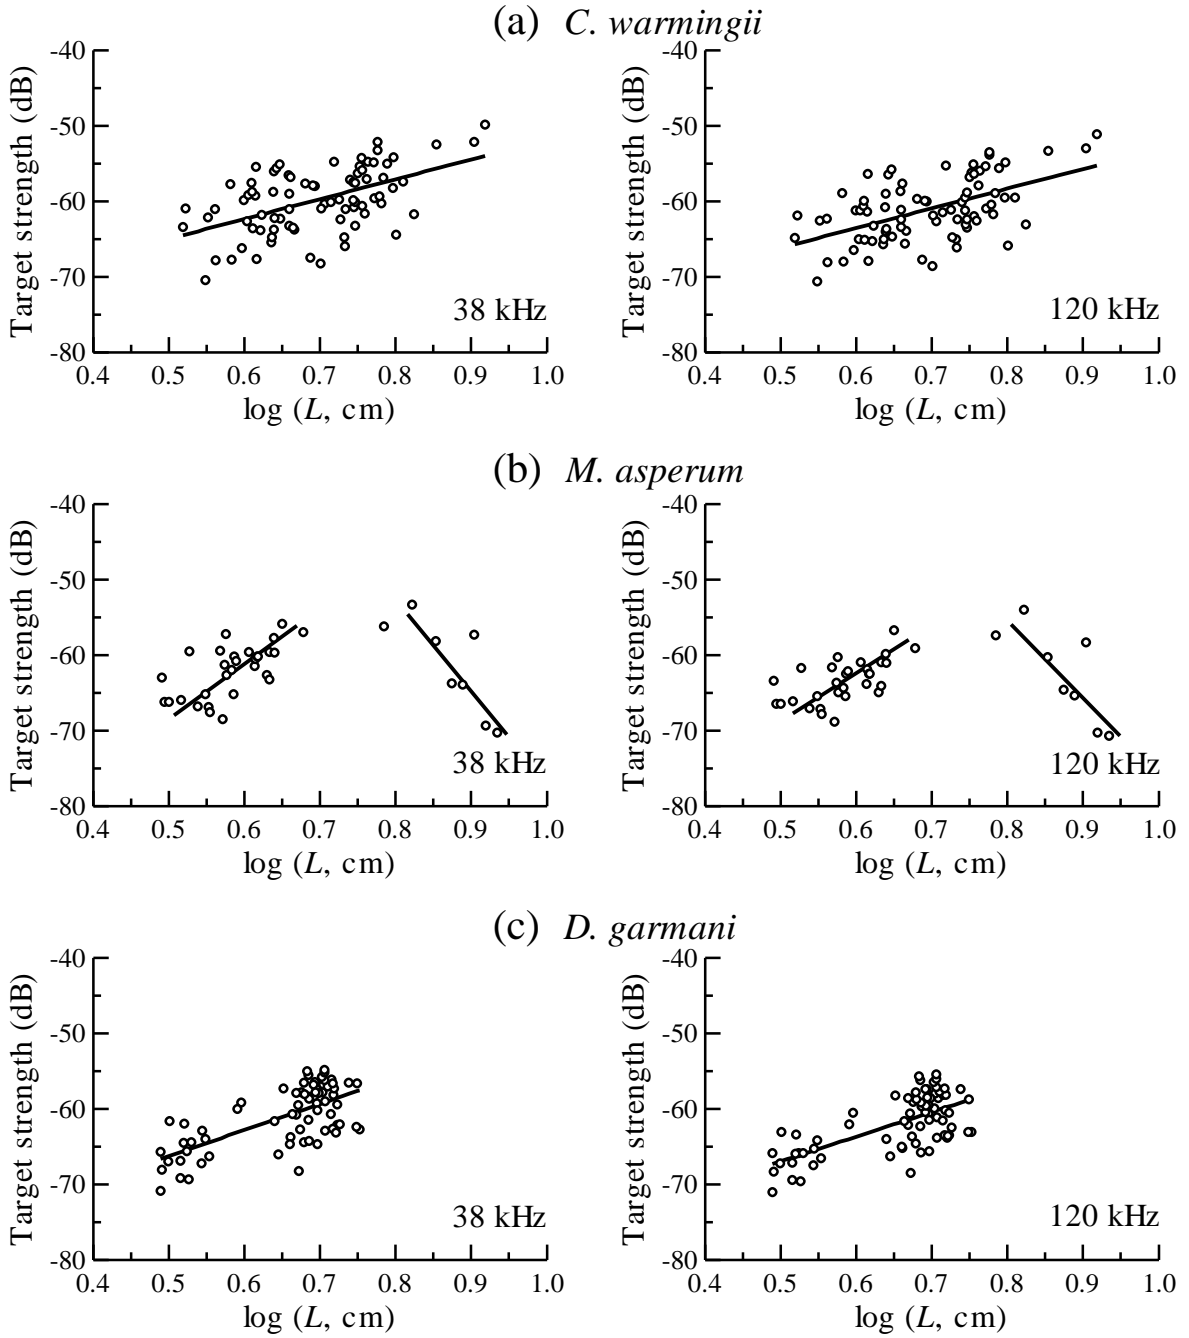 (a) C. warmingii
-40
-50
-60
-70
-80
Target strength (dB)
38 kHz
0.4 0.5 0.6 0.7 0.8 0.9 1.0
log (L, cm)
-40
-50
-60
-70
-80
Target strength (dB)
120 kHz
0.4 0.5 0.6 0.7 0.8 0.9 1.0
log (L, cm)
(b) M. asperum
-40
-50
-60
-70
-80
Target strength (dB)
38 kHz
0.4 0.5 0.6 0.7 0.8 0.9 1.0
log (L, cm)
-40
-50
-60
-70
-80
Target strength (dB)
120 kHz
0.4 0.5 0.6 0.7 0.8 0.9 1.0
log (L, cm)
(c) D. garmani
-40
-50
-60
-70
-80
Target strength (dB)
38 kHz
0.4 0.5 0.6 0.7 0.8 0.9 1.0
log (L, cm)
-40
-50
-60
-70
-80
Target strength (dB)
120 kHz
0.4 0.5 0.6 0.7 0.8 0.9 1.0
log (L, cm)